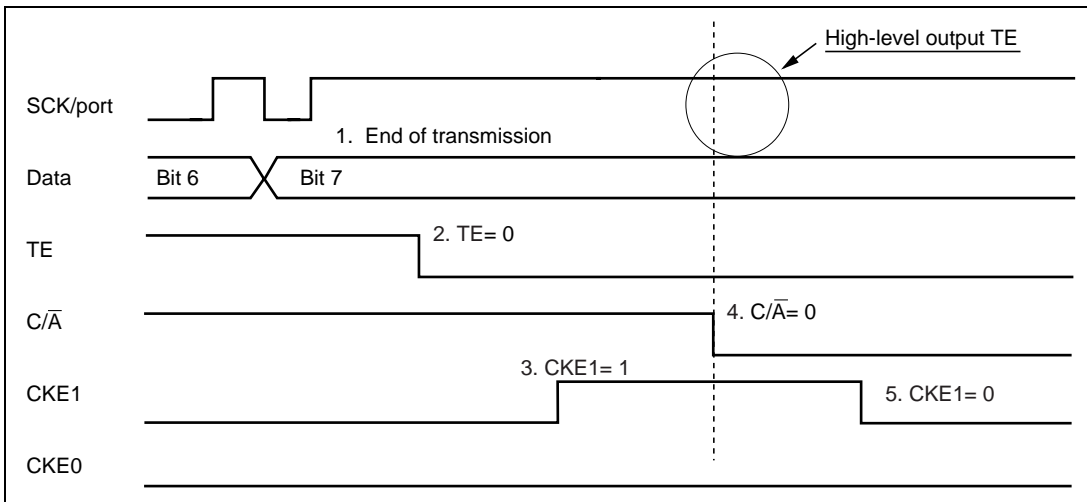 High-level output TE
SCK/port
1. End of transmission
Data
Bit 6
Bit 7
TE
2. TE= 0
C/A̅
4. C/A̅= 0
3. CKE1= 1
CKE1
5. CKE1= 0
CKE0